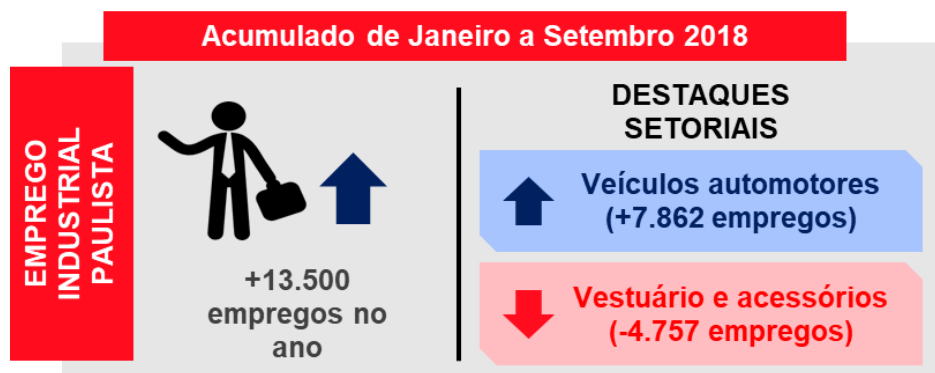 Acumulado de Janeiro a Setembro 2018
EMPREGO
INDUSTRIAL
PAULISTA
+13.500
empregos no
ano
DESTAQUES
SETORIAIS
Veículos automotores
(+7.862 empregos)
Vestuário e acessórios
(-4.757 empregos)